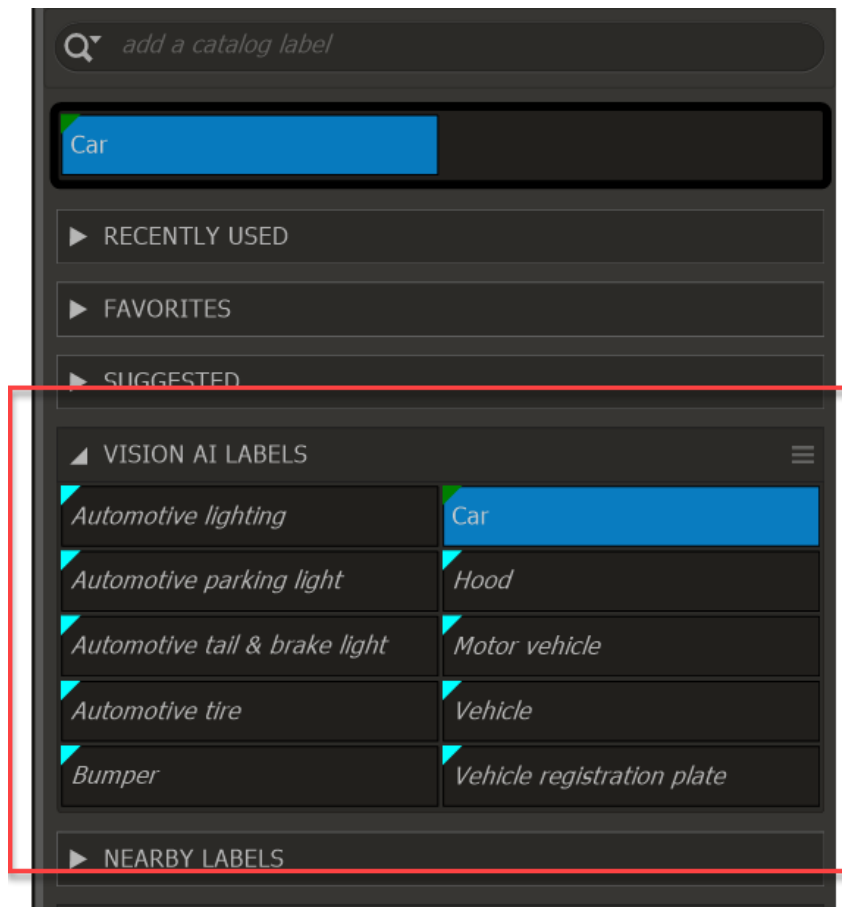 add a catalog label
Car
RECENTLY USED
FAVORITES
SUGGESTED
VISION AI LABELS
Automotive lighting
Car
Automotive parking light
Hood
Automotive tail & brake light
Motor vehicle
Automotive tire
Vehicle
Bumper
Vehicle registration plate
NEARBY LABELS